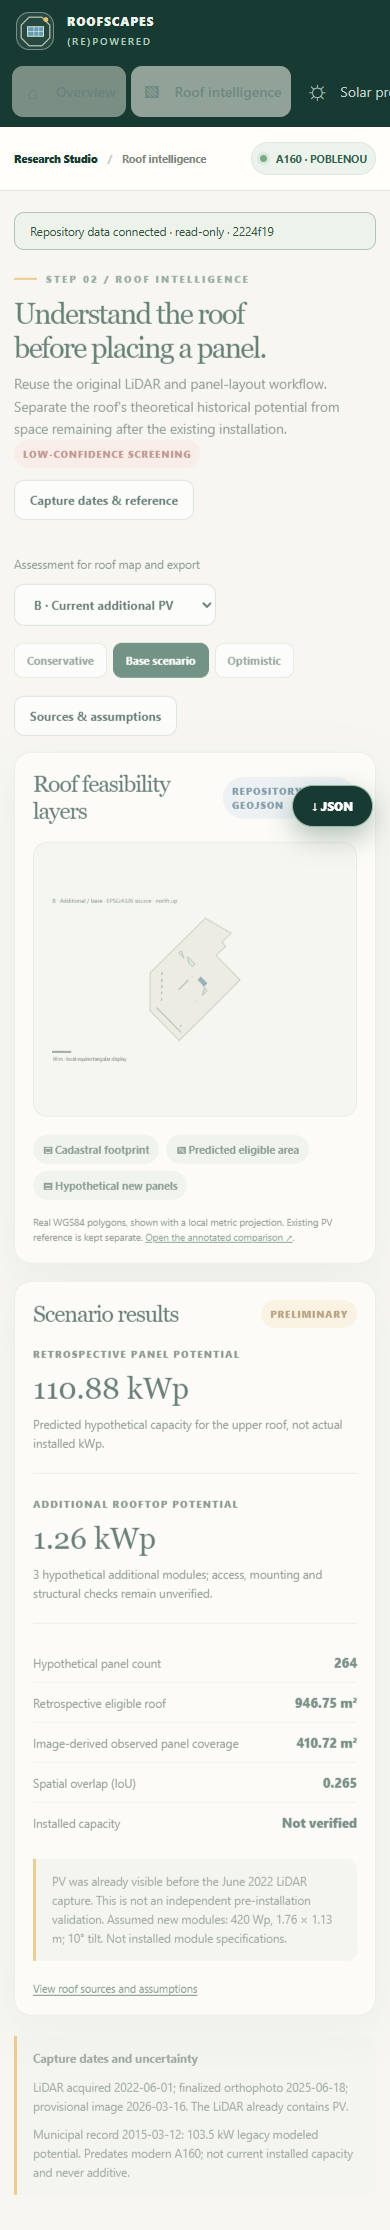 ROOFSCAPES
(RE)POWERED
Overview
Roof intelligence
Solar pr
Research Studio / Roof intelligence
A160 · POBLENOU
Repository data connected · read-only · 2224f19
STEP 02 / ROOF INTELLIGENCE
Understand the roof
before placing a panel.
Reuse the original LiDAR and panel-layout workflow.
Separate the roof's theoretical historical potential from
space remaining after the existing installation.
LOW-CONFIDENCE SCREENING
Capture dates & reference
Assessment for roof map and export
B · Current additional PV
Conservative
Base scenario
Optimistic
Sources & assumptions
Roof feasibility
layers
REPOSITORY
GEOJSON
↓ JSON
B · Additional / base · EPSG:4326 source · north up
10 m · local equirectangular display
Cadastral footprint
Predicted eligible area
Hypothetical new panels
Real WGS84 polygons, shown with a local metric projection. Existing PV
reference is kept separate. Open the annotated comparison ↗.
Scenario results
PRELIMINARY
RETROSPECTIVE PANEL POTENTIAL
110.88 kWp
Predicted hypothetical capacity for the upper roof, not actual
installed kWp.
ADDITIONAL ROOFTOP POTENTIAL
1.26 kWp
3 hypothetical additional modules; access, mounting and
structural checks remain unverified.
Hypothetical panel count 264
Retrospective eligible roof 946.75 m²
Image-derived observed panel coverage 410.72 m²
Spatial overlap (IoU) 0.265
Installed capacity Not verified
PV was already visible before the June 2022 LiDAR
capture. This is not an independent pre-installation
validation. Assumed new modules: 420 Wp, 1.76 × 1.13
m; 10° tilt. Not installed module specifications.
View roof sources and assumptions
Capture dates and uncertainty
LiDAR acquired 2022-06-01; finalized orthophoto 2025-06-18;
provisional image 2026-03-16. The LiDAR already contains PV.
Municipal record 2015-03-12: 103.5 kW legacy modeled
potential. Predates modern A160; not current installed capacity
and never additive.